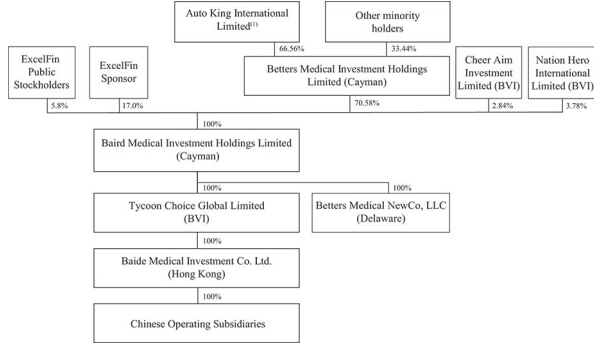 Auto King International
Limited(1)
Other minority
holders
66.56%
33.44%
ExcelFin
Public
Stockholders
ExcelFin
Sponsor
Betters Medical Investment Holdings
Limited (Cayman)
Cheer Aim
Investment
Limited (BVI)
Nation Hero
International
Limited (BVI)
5.8%
17.0%
70.58%
2.84%
3.78%
100%
Baird Medical Investment Holdings Limited
(Cayman)
100%
100%
Tycoon Choice Global Limited
(BVI)
Betters Medical NewCo, LLC
(Delaware)
100%
Baide Medical Investment Co. Ltd.
(Hong Kong)
100%
Chinese Operating Subsidiaries